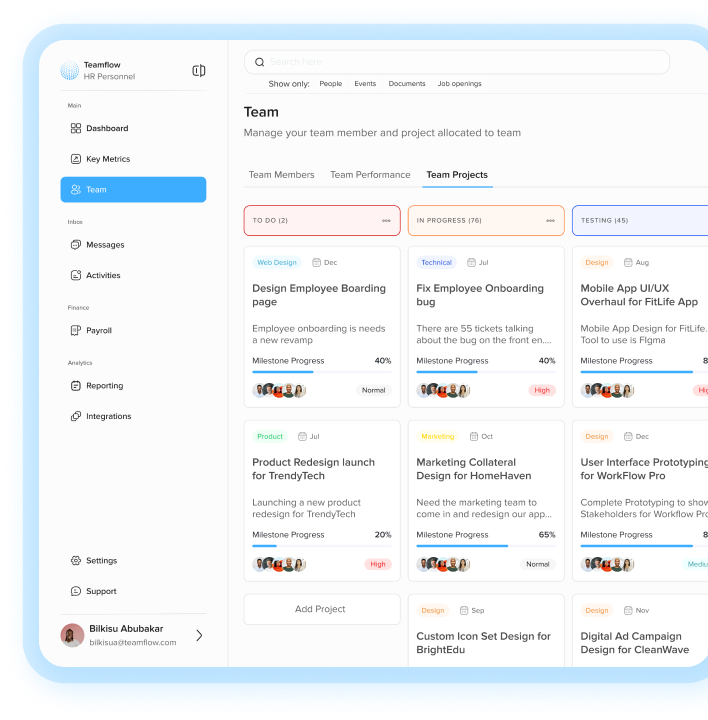 Teamflow
HR Personnel
Main
Dashboard
Key Metrics
Team
Inbox
Messages
Activities
Finance
Payroll
Analytics
Reporting
Integrations
Settings
Support
Bilkisu Abubakar
bilkisua@teamflow.com
Search here
Show only: People Events Documents Job openings
Team
Manage your team member and project allocated to team
Team Members Team Performance Team Projects
TO DO (2)
Web Design Dec
Design Employee Boarding
page
Employee onboarding is needs
a new revamp
Milestone Progress 40%
Normal
Product Jul
Product Redesign launch
for TrendyTech
Launching a new product
redesign for TrendyTech
Milestone Progress 20%
High
Add Project
IN PROGRESS (76)
Technical Jul
Fix Employee Onboarding
bug
There are 55 tickets talking
about the bug on the front en....
Milestone Progress 40%
High
Marketing Oct
Marketing Collateral
Design for HomeHaven
Need the marketing team to
come in and redesign our app...
Milestone Progress 65%
Normal
Design Sep
Custom Icon Set Design for
BrightEdu
TESTING (45)
Design Aug
Mobile App UI/UX
Overhaul for FitLife App
Mobile App Design for FitLife.
Tool to use is FIgma
Milestone Progress 8
Hig
Design Dec
User Interface Prototyping
for WorkFlow Pro
Complete Prototyping to show
Stakeholders for Workflow Pro
Milestone Progress 8
Mediu
Design Nov
Digital Ad Campaign
Design for CleanWave